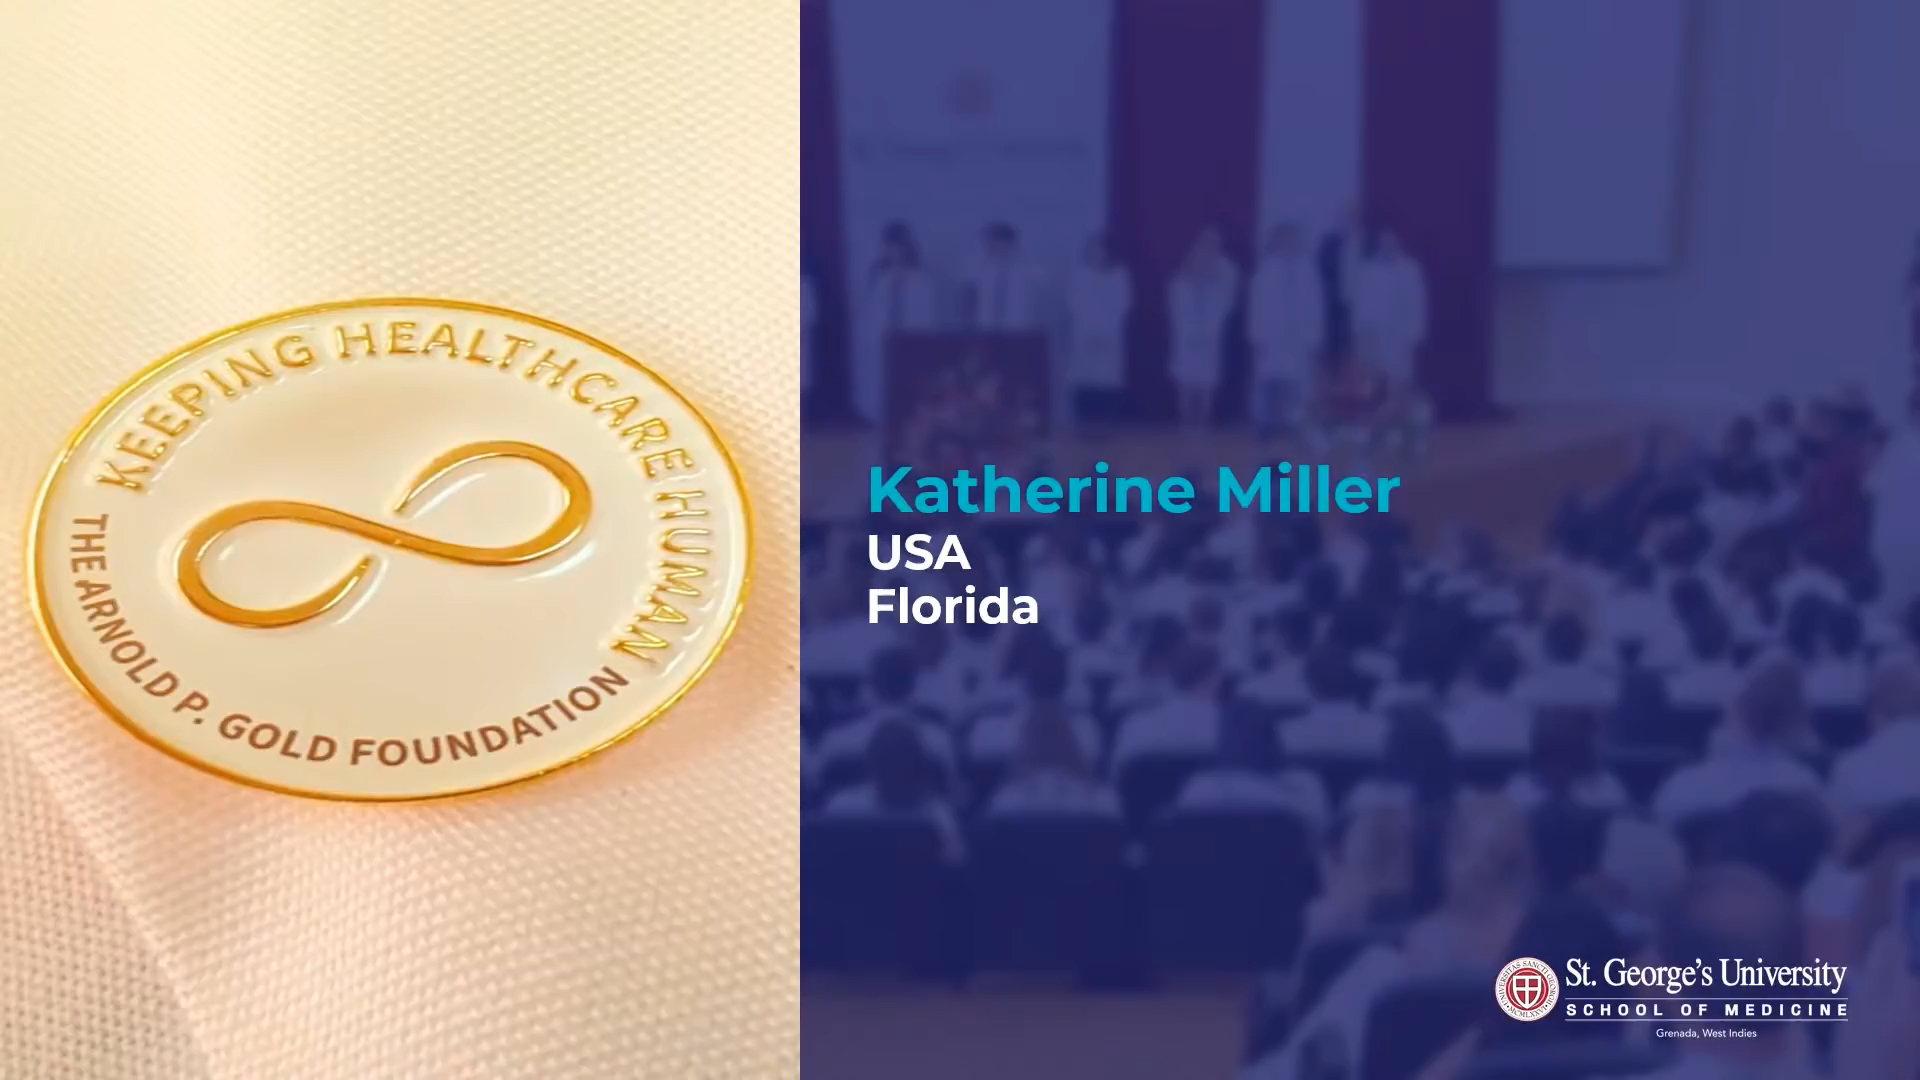 KEEPING HEALTHCARE HUMAN
THE ARNOLD P. GOLD FOUNDATION
Katherine Miller
USA
Florida
St. George's University
SCHOOL OF MEDICINE
Grenada, West Indies